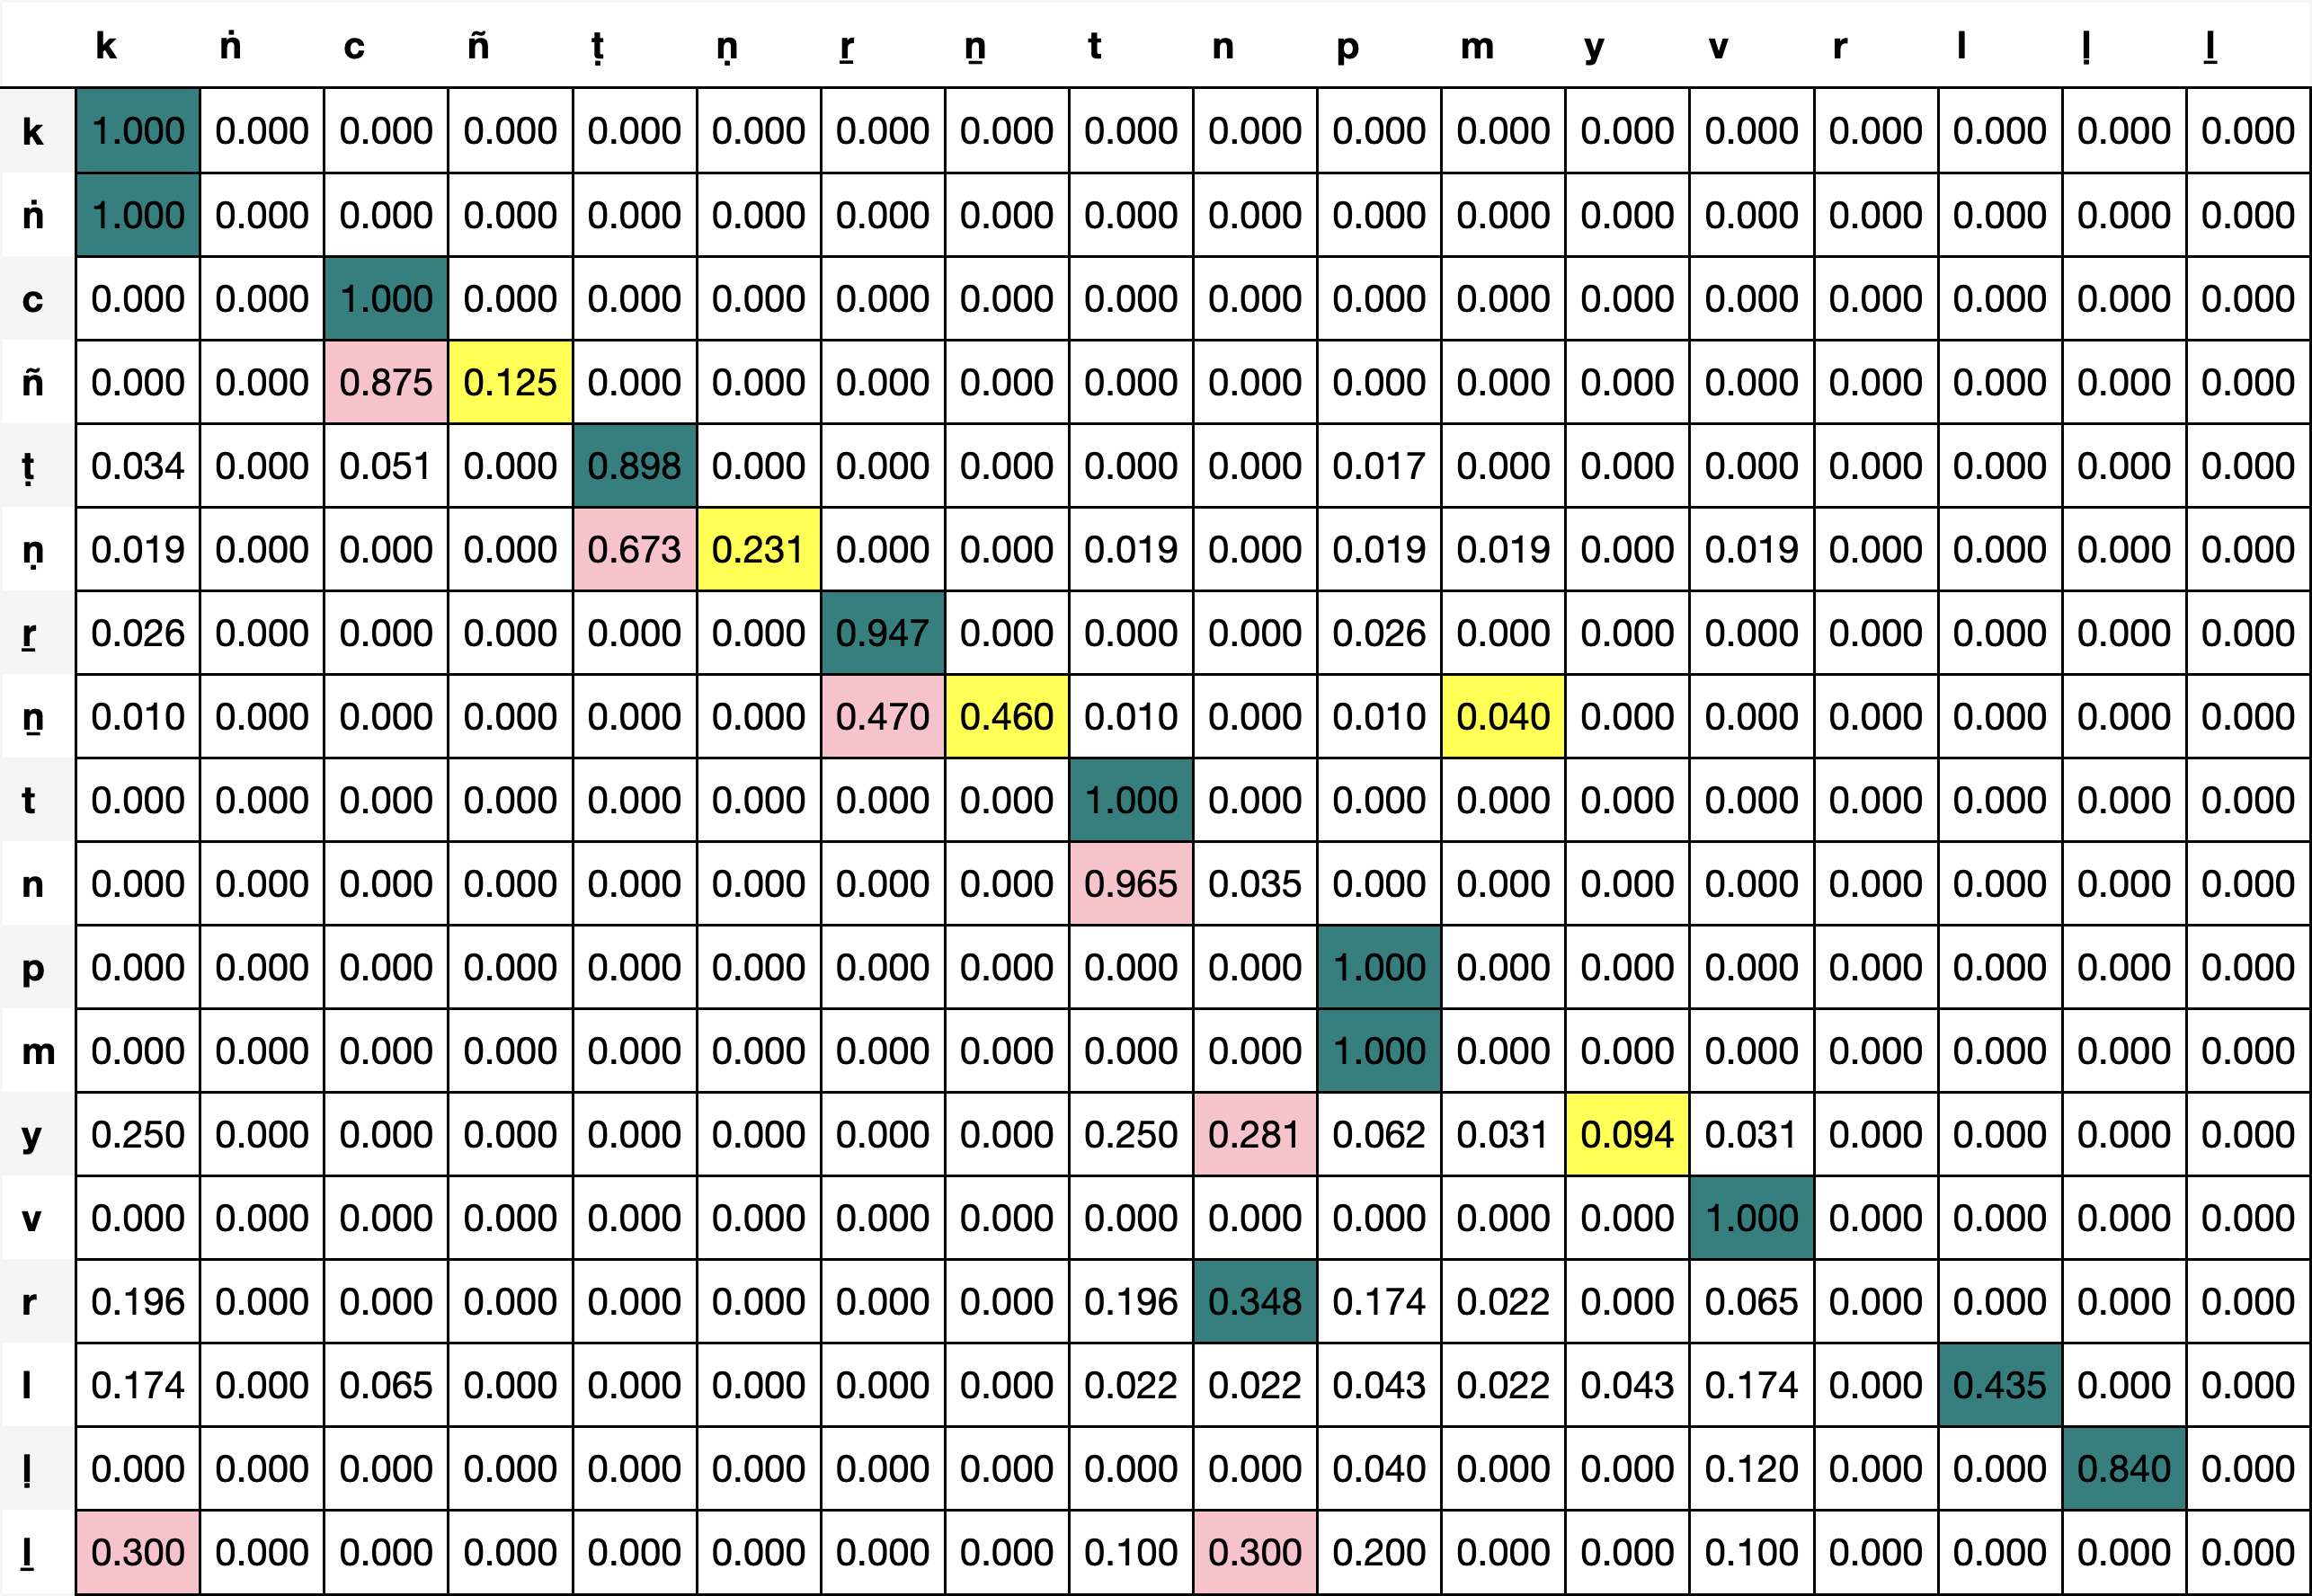 k ṅ c ñ ṭ ṇ ṟ ṉ t n p m y v r l ḷ ḻ
k 1.000 0.000 0.000 0.000 0.000 0.000 0.000 0.000 0.000 0.000 0.000 0.000 0.000 0.000 0.000 0.000 0.000 0.000
ṅ 1.000 0.000 0.000 0.000 0.000 0.000 0.000 0.000 0.000 0.000 0.000 0.000 0.000 0.000 0.000 0.000 0.000 0.000
c 0.000 0.000 1.000 0.000 0.000 0.000 0.000 0.000 0.000 0.000 0.000 0.000 0.000 0.000 0.000 0.000 0.000 0.000
ñ 0.000 0.000 0.875 0.125 0.000 0.000 0.000 0.000 0.000 0.000 0.000 0.000 0.000 0.000 0.000 0.000 0.000 0.000
ṭ 0.034 0.000 0.051 0.000 0.898 0.000 0.000 0.000 0.000 0.000 0.017 0.000 0.000 0.000 0.000 0.000 0.000 0.000
ṇ 0.019 0.000 0.000 0.000 0.673 0.231 0.000 0.000 0.019 0.000 0.019 0.019 0.000 0.019 0.000 0.000 0.000 0.000
ṟ 0.026 0.000 0.000 0.000 0.000 0.000 0.947 0.000 0.000 0.000 0.026 0.000 0.000 0.000 0.000 0.000 0.000 0.000
ṉ 0.010 0.000 0.000 0.000 0.000 0.000 0.470 0.460 0.010 0.000 0.010 0.040 0.000 0.000 0.000 0.000 0.000 0.000
t 0.000 0.000 0.000 0.000 0.000 0.000 0.000 0.000 1.000 0.000 0.000 0.000 0.000 0.000 0.000 0.000 0.000 0.000
n 0.000 0.000 0.000 0.000 0.000 0.000 0.000 0.000 0.965 0.035 0.000 0.000 0.000 0.000 0.000 0.000 0.000 0.000
p 0.000 0.000 0.000 0.000 0.000 0.000 0.000 0.000 0.000 0.000 1.000 0.000 0.000 0.000 0.000 0.000 0.000 0.000
m 0.000 0.000 0.000 0.000 0.000 0.000 0.000 0.000 0.000 0.000 1.000 0.000 0.000 0.000 0.000 0.000 0.000 0.000
y 0.250 0.000 0.000 0.000 0.000 0.000 0.000 0.000 0.250 0.281 0.062 0.031 0.094 0.031 0.000 0.000 0.000 0.000
v 0.000 0.000 0.000 0.000 0.000 0.000 0.000 0.000 0.000 0.000 0.000 0.000 0.000 1.000 0.000 0.000 0.000 0.000
r 0.196 0.000 0.000 0.000 0.000 0.000 0.000 0.000 0.196 0.348 0.174 0.022 0.000 0.065 0.000 0.000 0.000 0.000
l 0.174 0.000 0.065 0.000 0.000 0.000 0.000 0.000 0.022 0.022 0.043 0.022 0.043 0.174 0.000 0.435 0.000 0.000
ḷ 0.000 0.000 0.000 0.000 0.000 0.000 0.000 0.000 0.000 0.000 0.040 0.000 0.000 0.120 0.000 0.000 0.840 0.000
ḻ 0.300 0.000 0.000 0.000 0.000 0.000 0.000 0.000 0.100 0.300 0.200 0.000 0.000 0.100 0.000 0.000 0.000 0.000